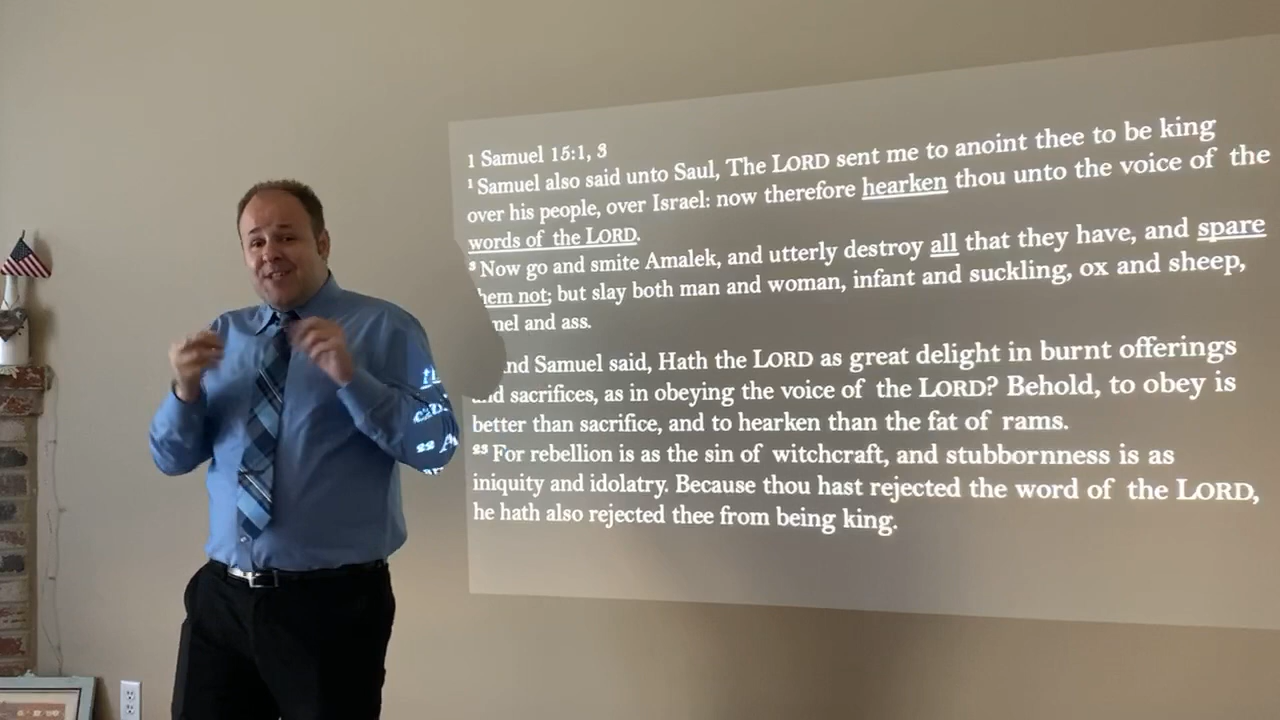 1 Samuel 15:1, 3
1 Samuel also said unto Saul, The LORD sent me to anoint thee to be king
over his people, over Israel: now therefore hearken thou unto the voice of the
words of the LORD.
3 Now go and smite Amalek, and utterly destroy all that they have, and spare
hem not; but slay both man and woman, infant and suckling, ox and sheep,
mel and ass.
nd Samuel said, Hath the LORD as great delight in burnt offerings
and sacrifices, as in obeying the voice of the LORD? Behold, to obey is
better than sacrifice, and to hearken than the fat of rams.
23 For rebellion is as the sin of witchcraft, and stubbornness is as
iniquity and idolatry. Because thou hast rejected the word of the LORD,
he hath also rejected thee from being king.
22 A